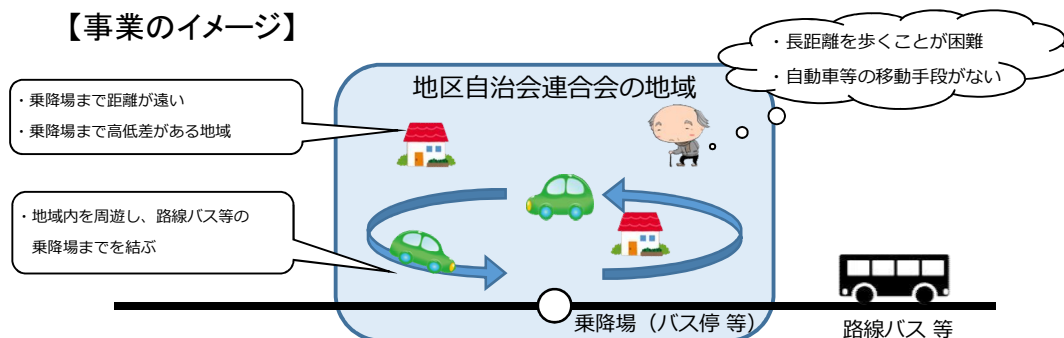 【事業のイメージ】
・長距離を歩くことが困難
・自動車等の移動手段がない
地区自治会連合会の地域
・乗降場まで距離が遠い
・乗降場まで高低差がある地域
・地域内を周遊し、路線バス等の
乗降場までを結ぶ
乗降場（バス停 等）
路線バス 等